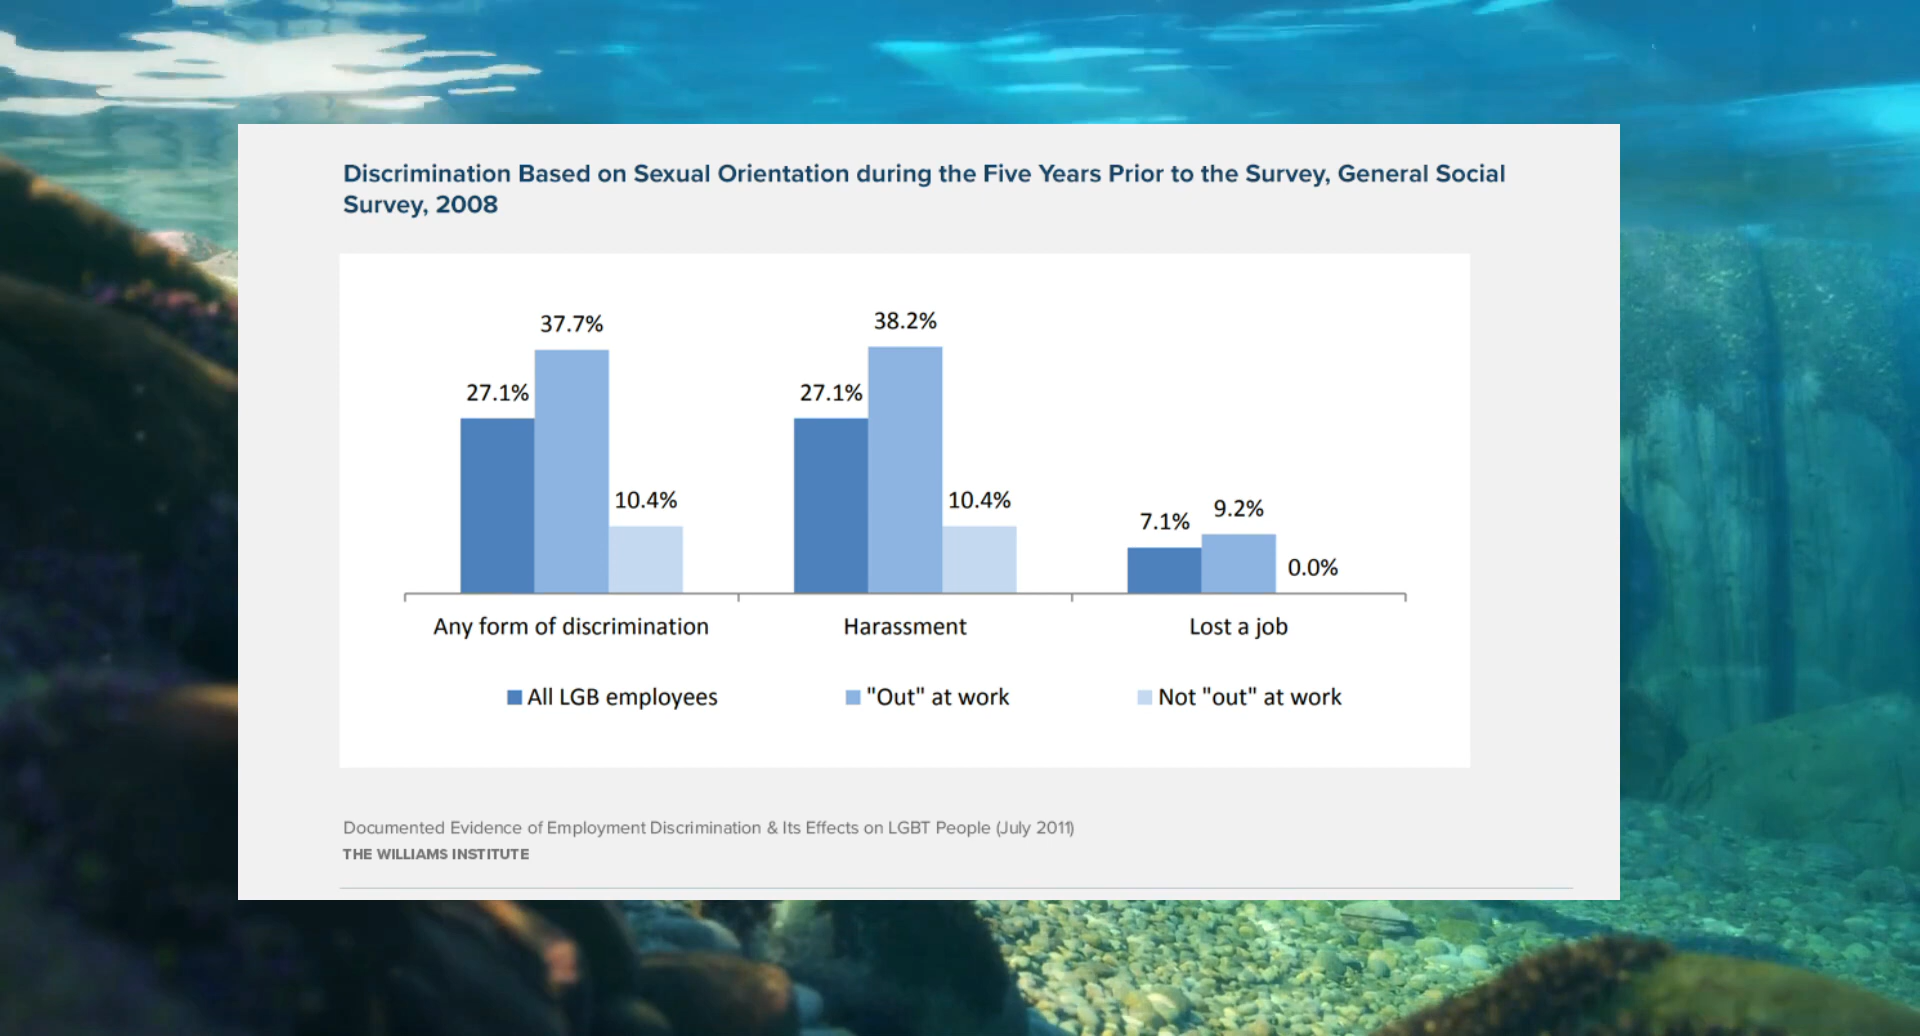 Discrimination Based on Sexual Orientation during the Five Years Prior to the Survey, General Social
Survey, 2008
37.7%
38.2%
27.1%
27.1%
10.4%
10.4%
7.1%
9.2%
0.0%
Any form of discrimination
Harassment
Lost a job
All LGB employees
"Out" at work
Not "out" at work
Documented Evidence of Employment Discrimination & Its Effects on LGBT People (July 2011)
THE WILLIAMS INSTITUTE